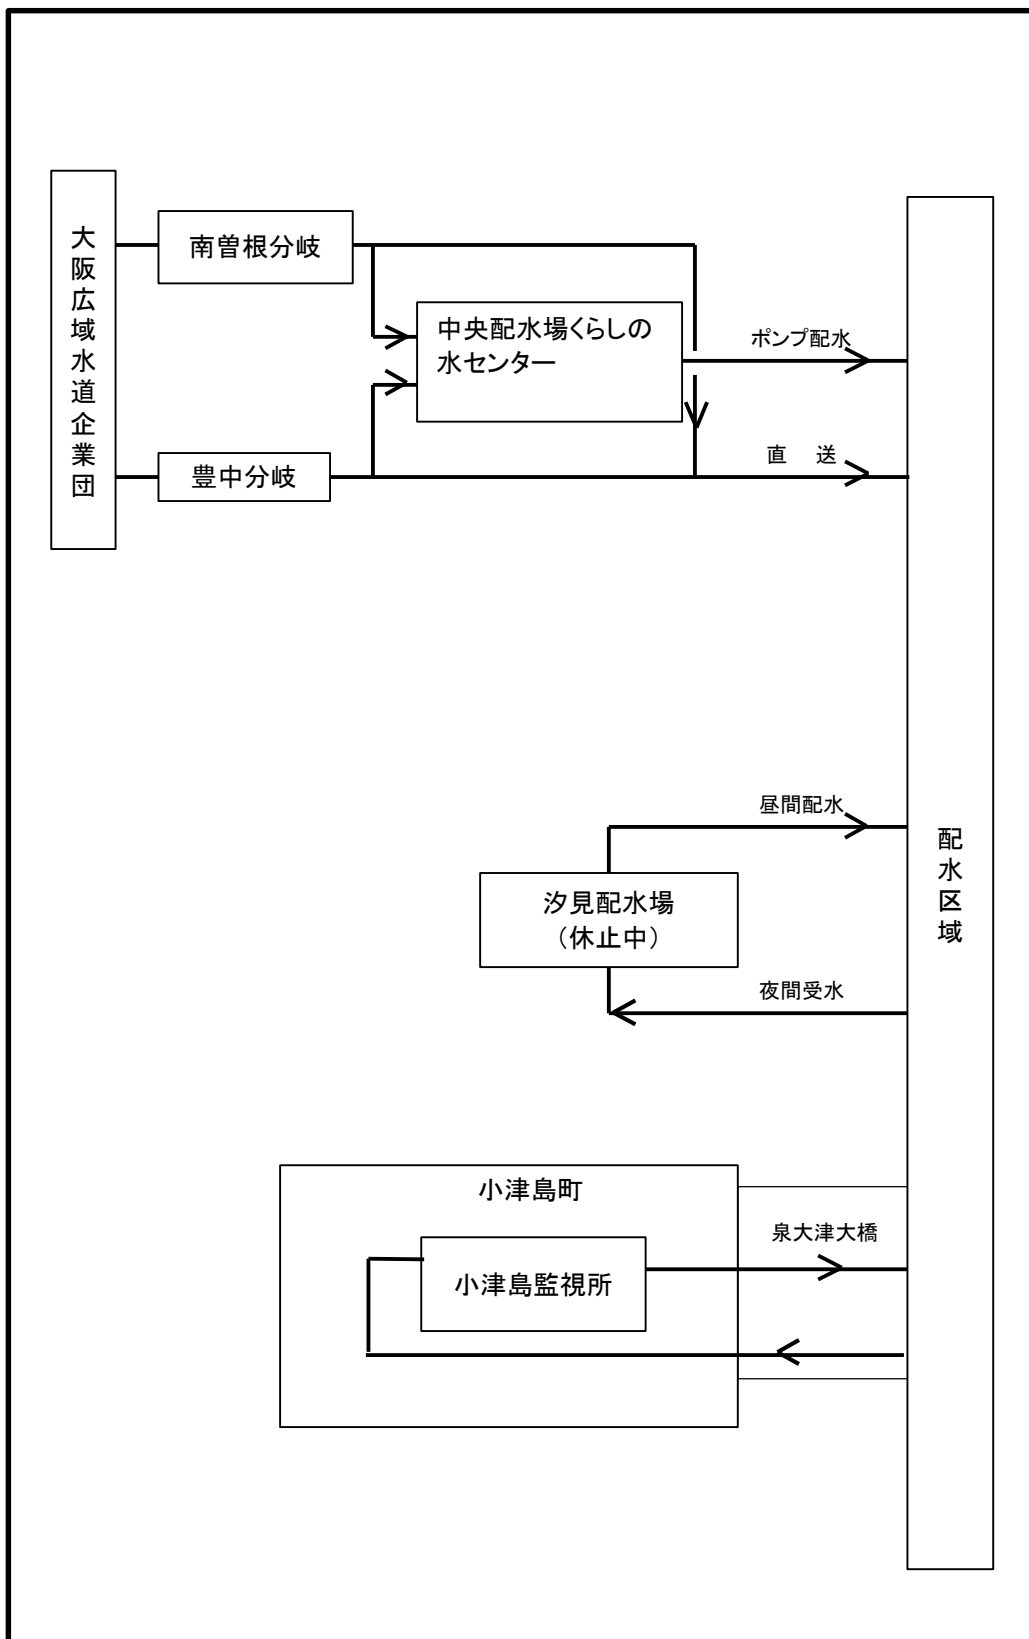 大阪広域水道企業団
南曽根分岐
中央配水場くらしの
水センター
ポンプ配水
直　送
豊中分岐
昼間配水
配水区域
汐見配水場
（休止中）
夜間受水
小津島町
泉大津大橋
小津島監視所